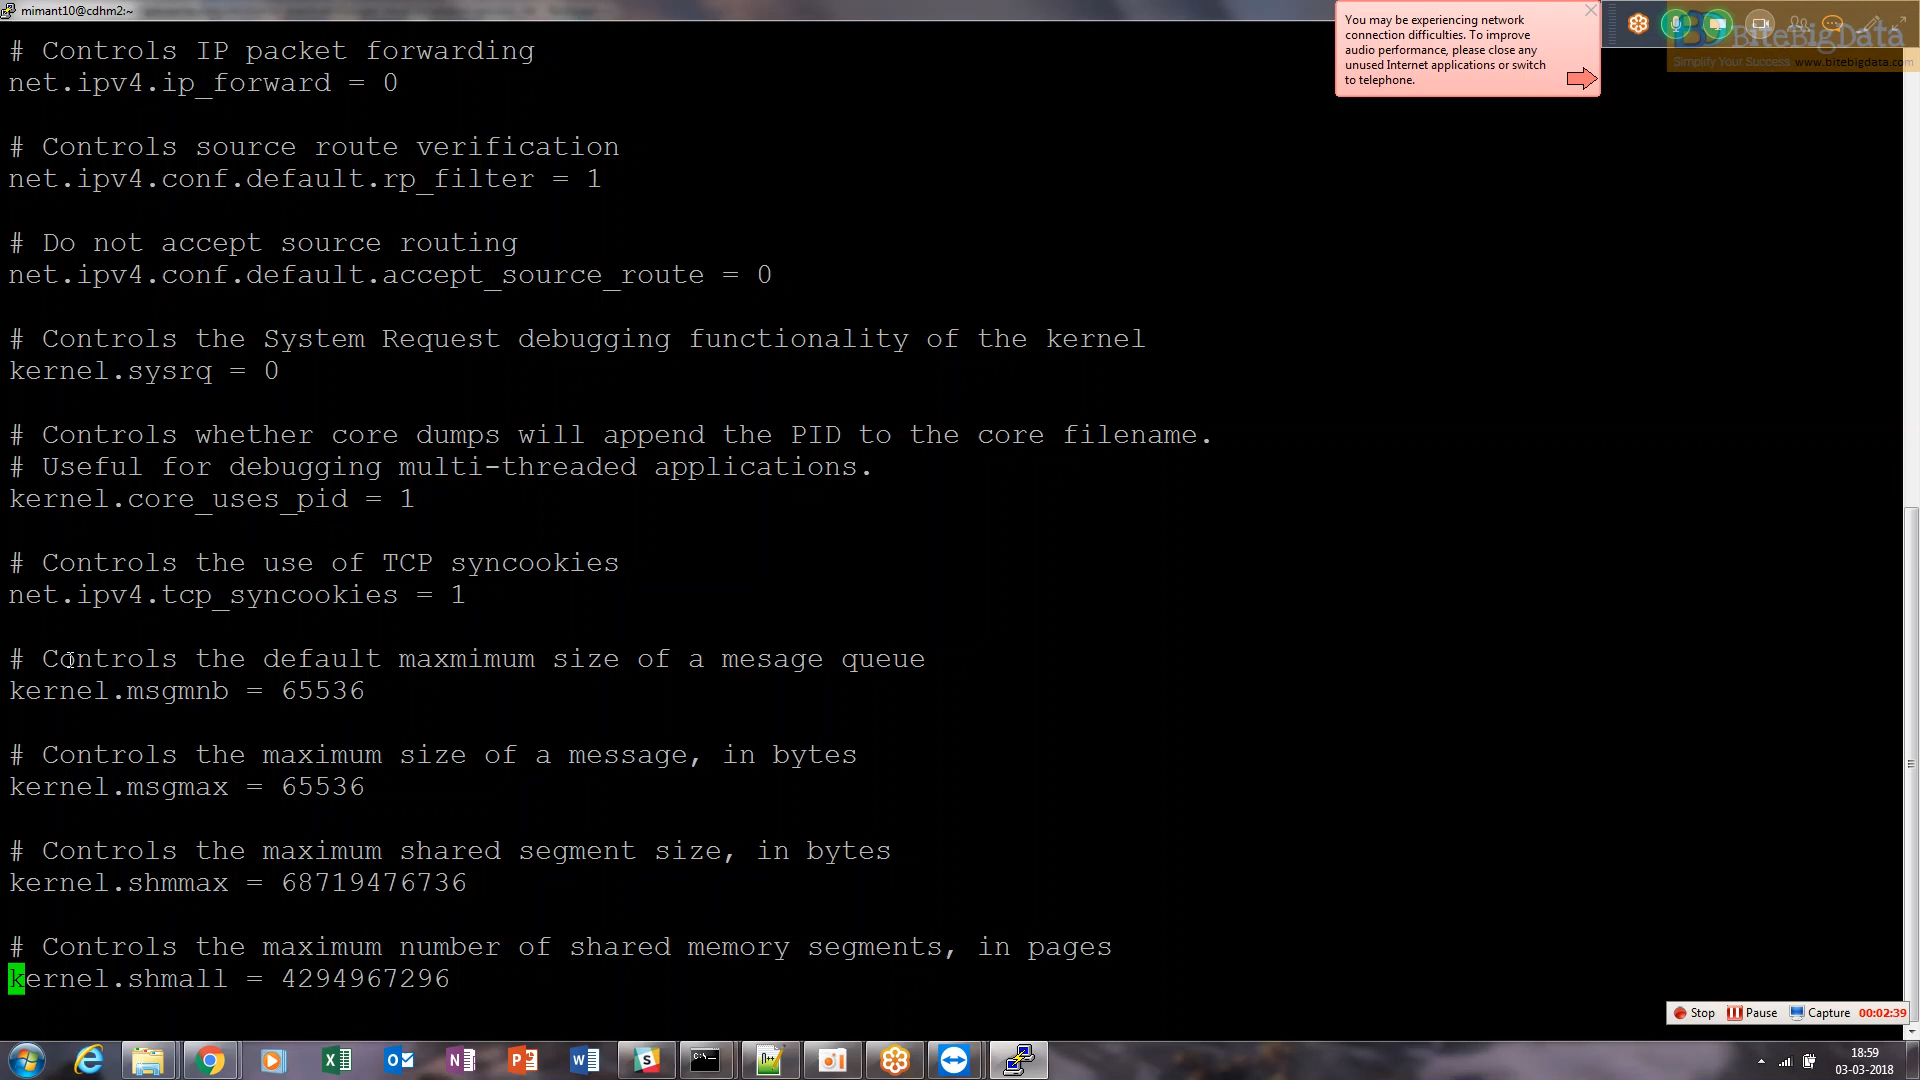 mimant10@cdhm2:~
# Controls IP packet forwarding
net.ipv4.ip_forward = 0
# Controls source route verification
net.ipv4.conf.default.rp_filter = 1
# Do not accept source routing
net.ipv4.conf.default.accept_source_route = 0
# Controls the System Request debugging functionality of the kernel
kernel.sysrq = 0
# Controls whether core dumps will append the PID to the core filename.
# Useful for debugging multi-threaded applications.
kernel.core_uses_pid = 1
# Controls the use of TCP syncookies
net.ipv4.tcp_syncookies = 1
# Controls the default maxmimum size of a mesage queue
kernel.msgmnb = 65536
# Controls the maximum size of a message, in bytes
kernel.msgmax = 65536
# Controls the maximum shared segment size, in bytes
kernel.shmmax = 68719476736
# Controls the maximum number of shared memory segments, in pages
kernel.shmall = 4294967296
You may be experiencing network
connection difficulties. To improve
audio performance, please close any
unused Internet applications or switch
to telephone.
BiteBigData
Simplify Your Success www.bitebigdata.com
Stop Pause Capture 00:02:39
18:59
03-03-2018